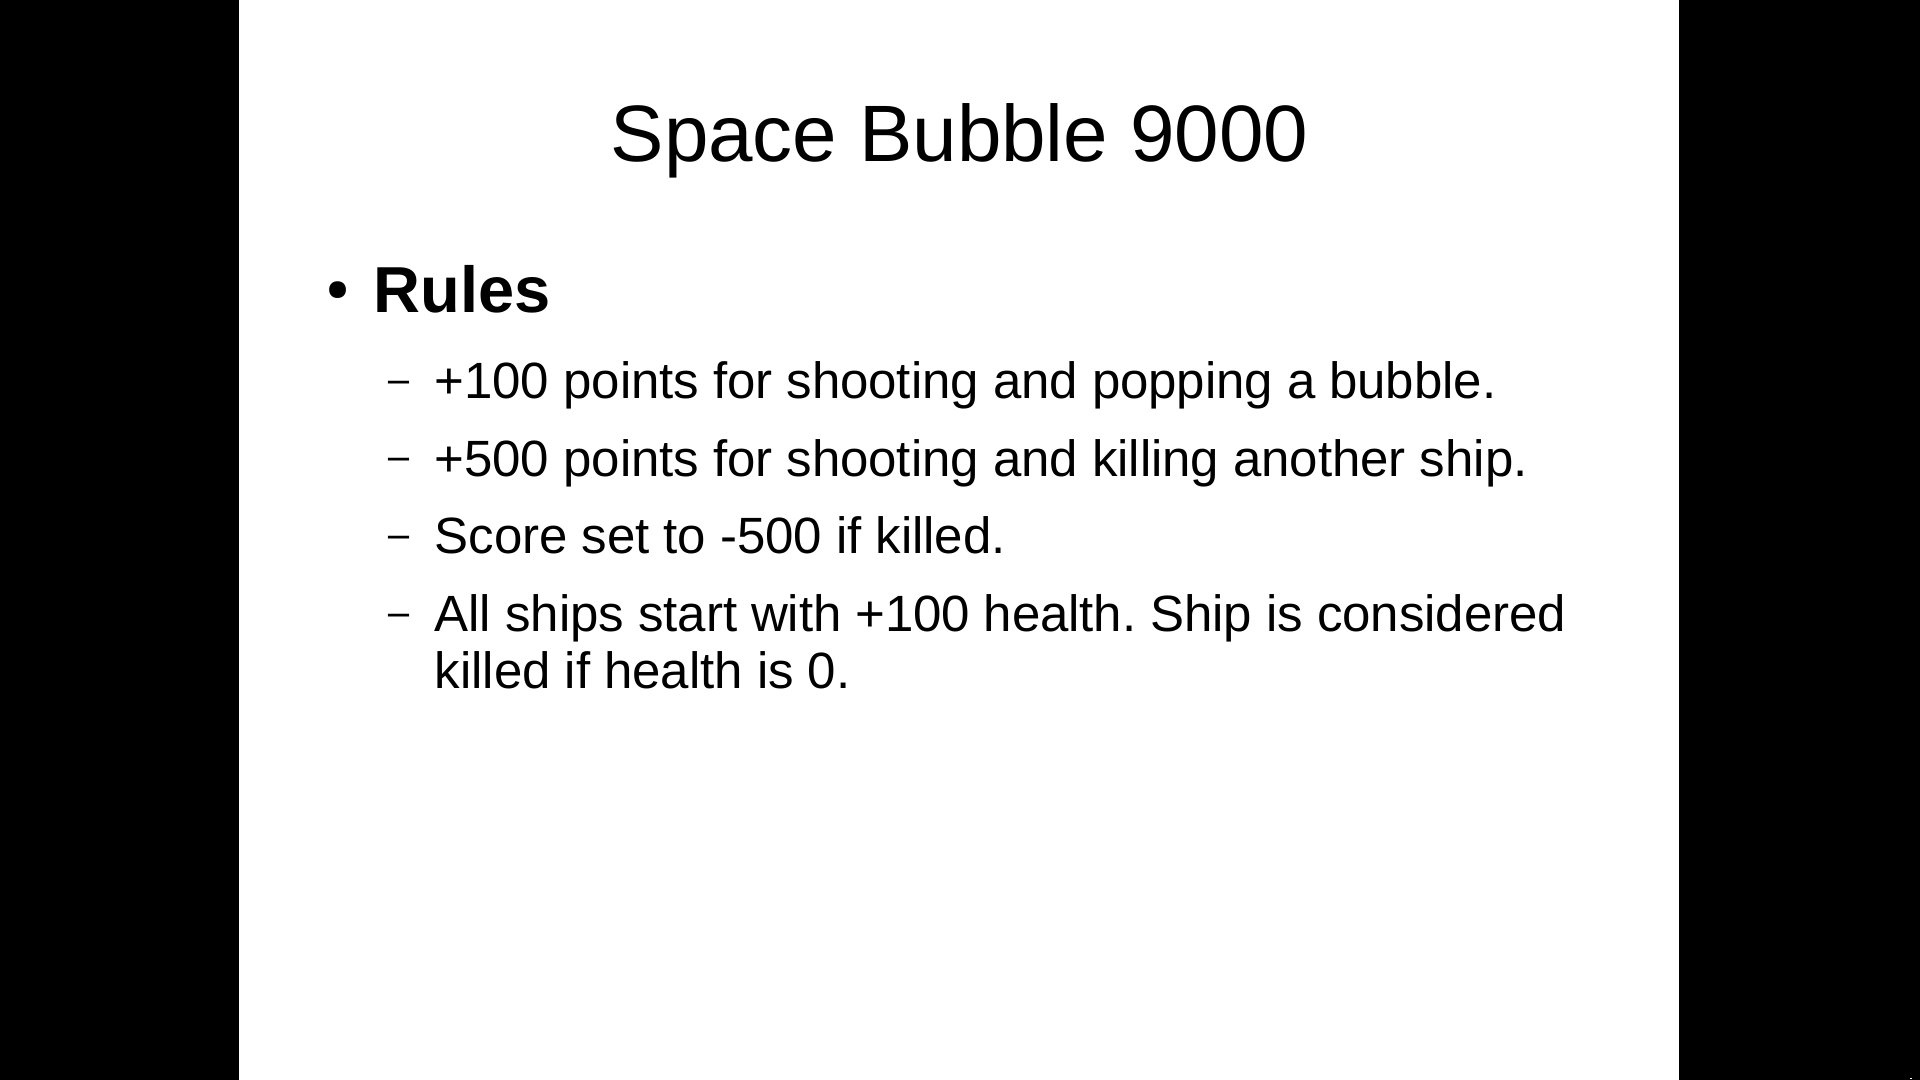 Space Bubble 9000
• Rules
– +100 points for shooting and popping a bubble.
– +500 points for shooting and killing another ship.
– Score set to -500 if killed.
– All ships start with +100 health. Ship is considered
killed if health is 0.